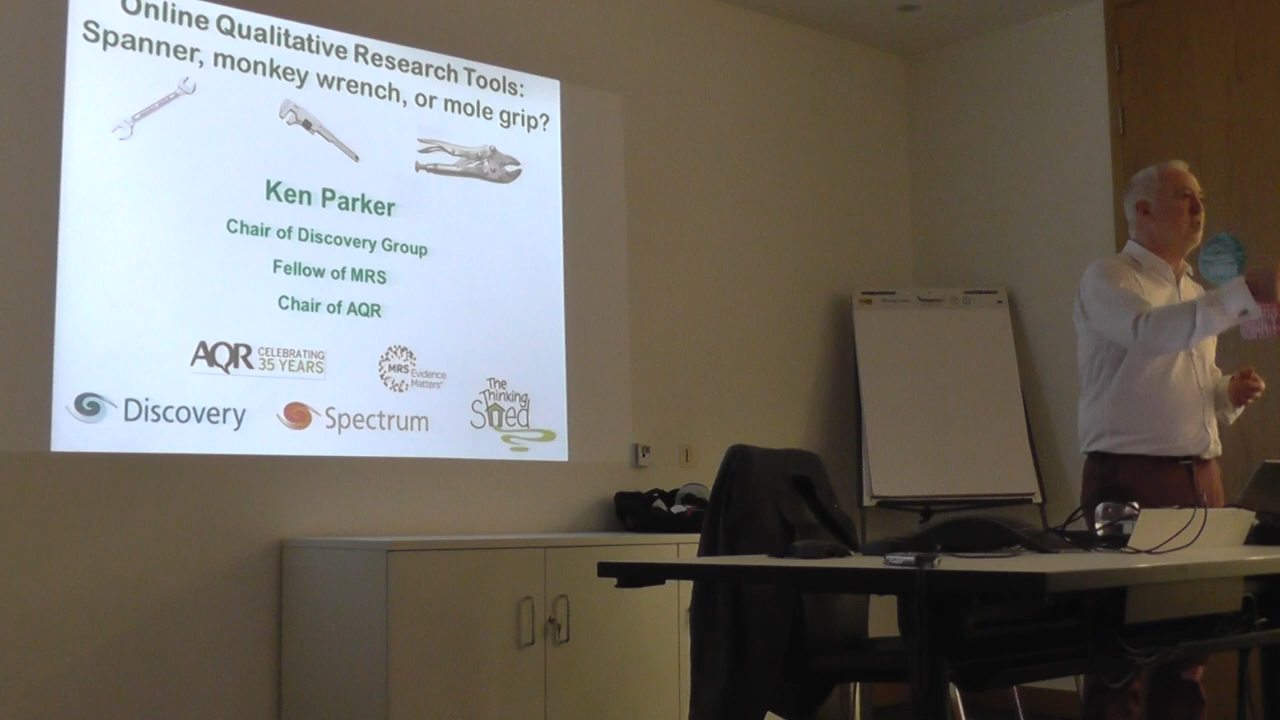 Online Qualitative Research Tools:
Spanner, monkey wrench, or mole grip?
Ken Parker
Chair of Discovery Group
Fellow of MRS
Chair of AQR
AQR CELEBRATING
35 YEARS
MRS Evidence
Matters
The
Thinking
Shed
Discovery
Spectrum